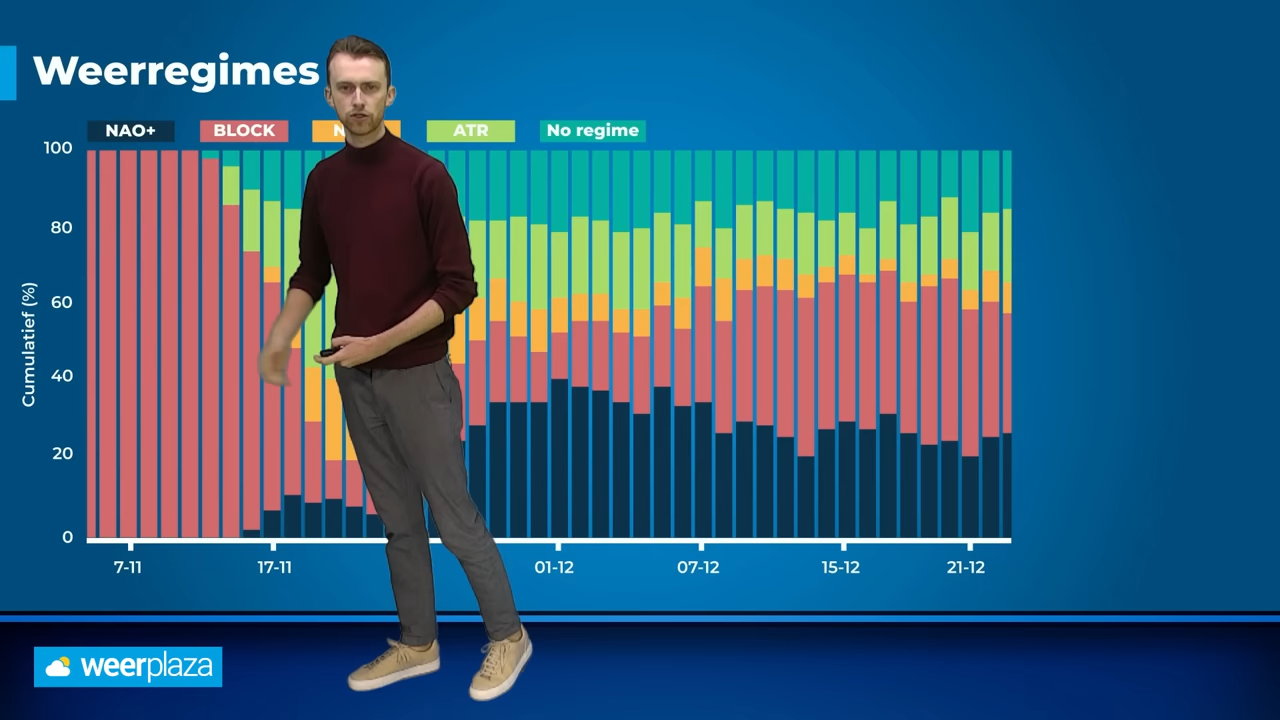 Weerregimes
NAO+ BLOCK ATR No regime
100
80
60
40
20
0
Cumulatief (%)
7-11 17-11 01-12 07-12 15-12 21-12
weerplaza